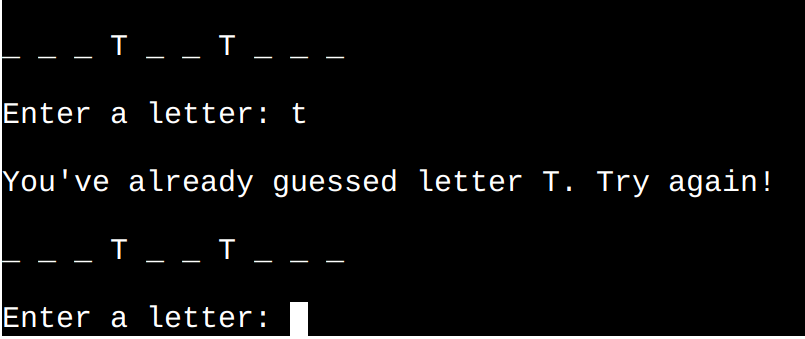 _ _ _ T _ _ T _ _ _
Enter a letter: t
You've already guessed letter T. Try again!
_ _ _ T _ _ T _ _ _
Enter a letter: